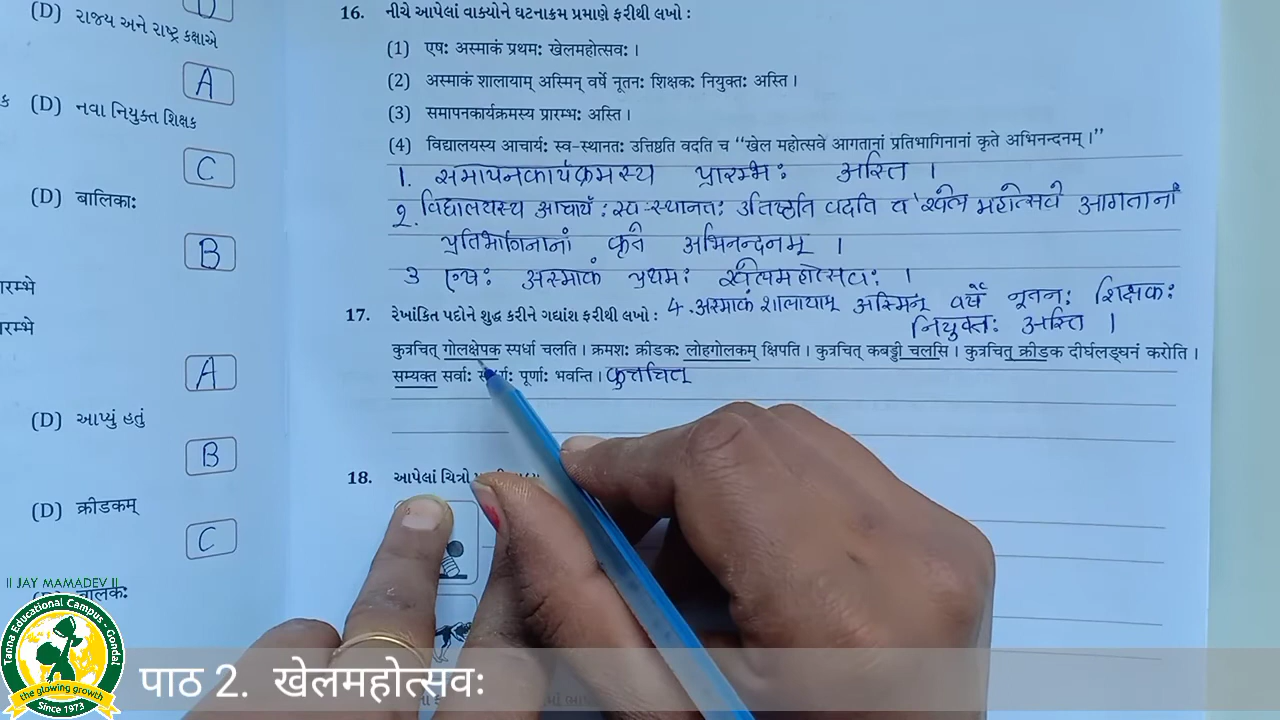 (D) રાજ્ય અને રાષ્ટ્ર કક્ષાએ
A
(D) નવા નિયુક્ત શિક્ષક
C
(D) બાલિકાઃ
B
રમ્ભે
રમ્ભે
A
(D) આપ્યું હતું
B
(D) क्रीडकम्
C
16. નીચે આપેલાં વાક્યોને ઘટનાક્રમ પ્રમાણે ફરીથી લખો :
(1) एषः अस्माकं प्रथमः खेलमहोत्सवः ।
(2) अस्माकं शालायाम् अस्मिन् वर्षे नूतनः शिक्षकः नियुक्तः अस्ति ।
(3) समापनकार्यक्रमस्य प्रारम्भः अस्ति ।
(4) विद्यालयस्य आचार्यः स्व-स्थानतः उत्तिष्ठति वदति च “खेल महोत्सवे आगतानां प्रतिभागिनानां कृते अभिनन्दनम् ।”
1. समापनकार्यक्रमस्य प्रारम्भः अस्ति ।
2. विद्यालयस्य आचार्यः स्व-स्थानतः उत्तिष्ठति वदति च 'खेल महोत्सवे आगतानां
प्रतिभागिनानां कृते अभिनन्दनम् ।
3 एषः अस्माकं प्रथमः खेलमहोत्सवः ।
4. अस्माकं शालायाम् अस्मिन् वर्षे नूतनः शिक्षकः
नियुक्तः अस्ति ।
17. રેખાંકિત પદોને શુદ્ધ કરીને ગદ્યાંશ ફરીથી લખો :
कुत्रचित् गोलक्षेपक स्पर्धा चलति । क्रमशः क्रीडकः लोहगोलकम् क्षिपति । कुत्रचित् कबड्डी चलसि । कुत्रचित् क्रीडक दीर्घलङ्घनं करोति ।
सम्यक्त सर्वाः पूर्णाः भवन्ति । कुत्रचित्
18. આપેલાં ચિત્રો
॥ JAY MAMADEV ॥
Tanna Educational Campus - Gondal
the glowing growth
Since 1973
पाठ 2. खेलमहोत्सवः